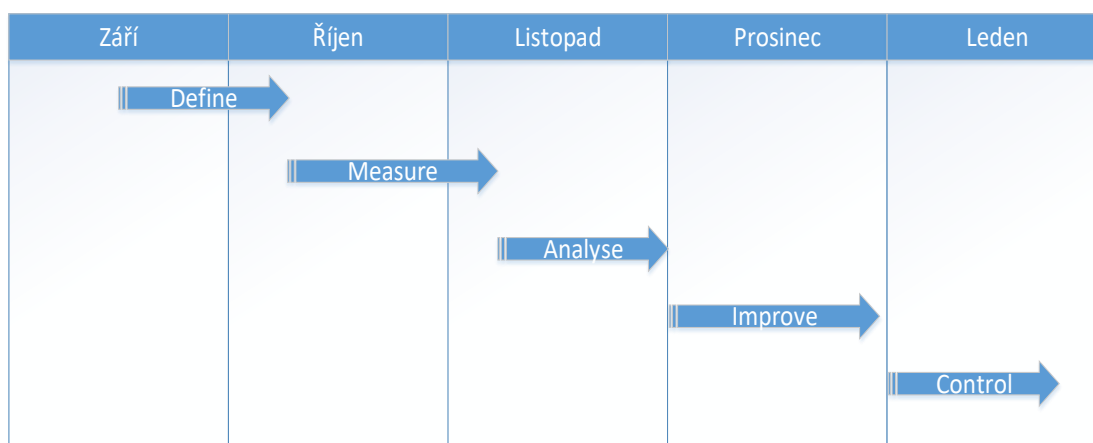 Září Říjen Listopad Prosinec Leden
Define
Measure
Analyse
Improve
Control